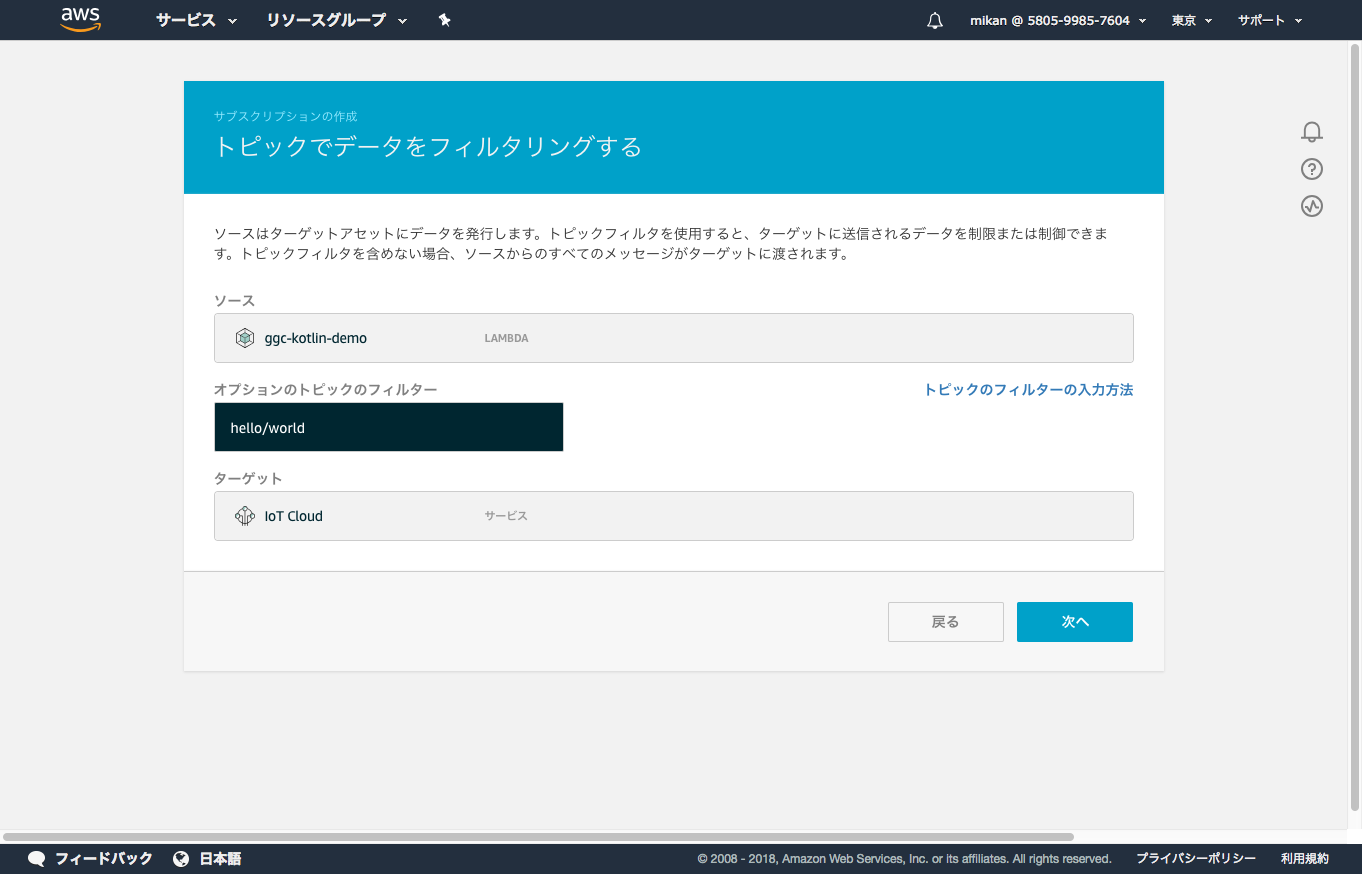 aws サービス リソースグループ mikan @ 5805-9985-7604 東京 サポート
サブスクリプションの作成
トピックでデータをフィルタリングする
ソースはターゲットアセットにデータを発行します。トピックフィルタを使用すると、ターゲットに送信されるデータを制限または制御できま
す。トピックフィルタを含めない場合、ソースからのすべてのメッセージがターゲットに渡されます。
ソース
ggc-kotlin-demo LAMBDA
オプションのトピックのフィルター トピックのフィルターの入力方法
hello/world
ターゲット
IoT Cloud サービス
戻る 次へ
フィードバック 日本語 © 2008 - 2018, Amazon Web Services, Inc. or its affiliates. All rights reserved. プライバシーポリシー 利用規約